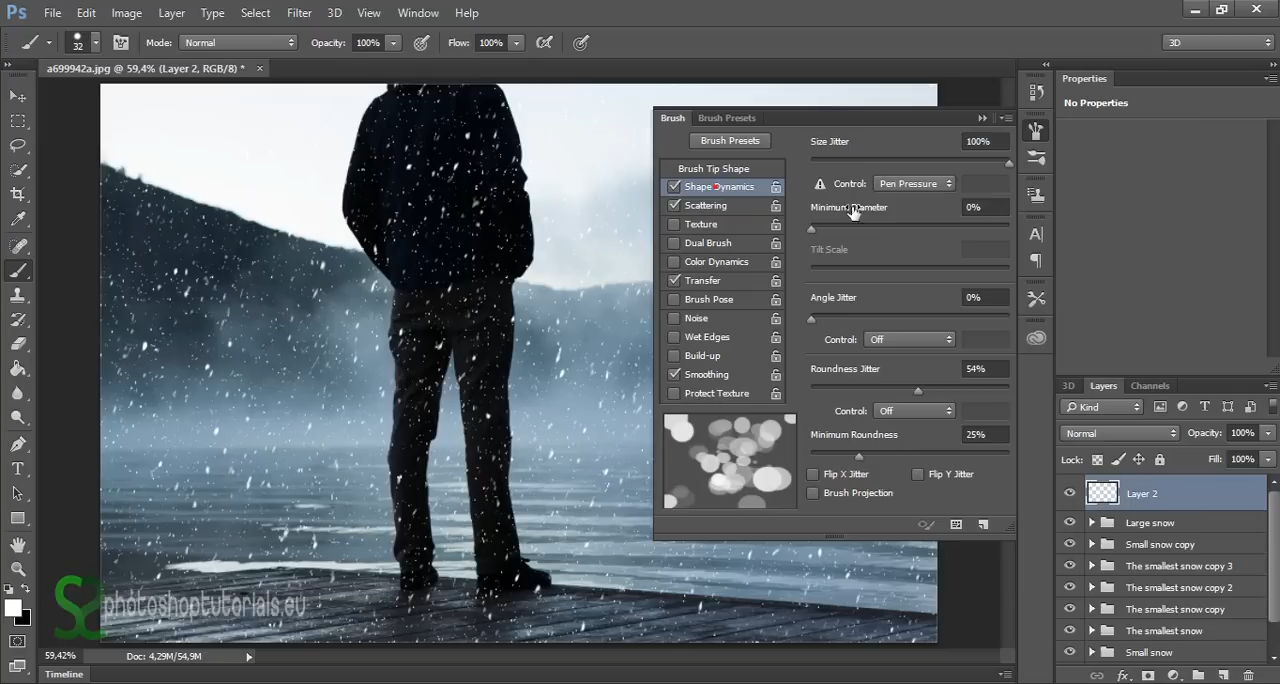 Ps File Edit Image Layer Type Select Filter 3D View Window Help
32 Mode: Normal Opacity: 100% Flow: 100% 3D
a699942a.jpg @ 59,4% (Layer 2, RGB/8) *
Properties
No Properties
Brush Brush Presets
Brush Presets
Brush Tip Shape
Shape Dynamics
Scattering
Texture
Dual Brush
Color Dynamics
Transfer
Brush Pose
Noise
Wet Edges
Build-up
Smoothing
Protect Texture
Size Jitter 100%
Control: Pen Pressure
Minimum Diameter 0%
Tilt Scale
Angle Jitter 0%
Control: Off
Roundness Jitter 54%
Control: Off
Minimum Roundness 25%
Flip X Jitter Flip Y Jitter
Brush Projection
3D Layers Channels
Kind
Normal Opacity: 100%
Lock: Fill: 100%
Layer 2
Large snow
Small snow copy
The smallest snow copy 3
The smallest snow copy 2
The smallest snow copy
The smallest snow
Small snow
photoshoptutorials.eu
59,42% Doc: 4,29M/54,9M
Timeline